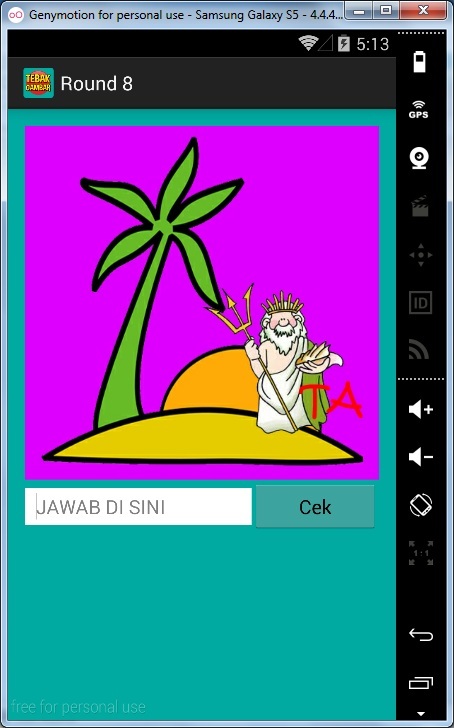 Genymotion for personal use - Samsung Galaxy S5 - 4.4.4...
5:13
GPS
TEBAK
GAMBAR
Round 8
ID
TA
JAWAB DI SINI
Cek
1:1
free for personal use